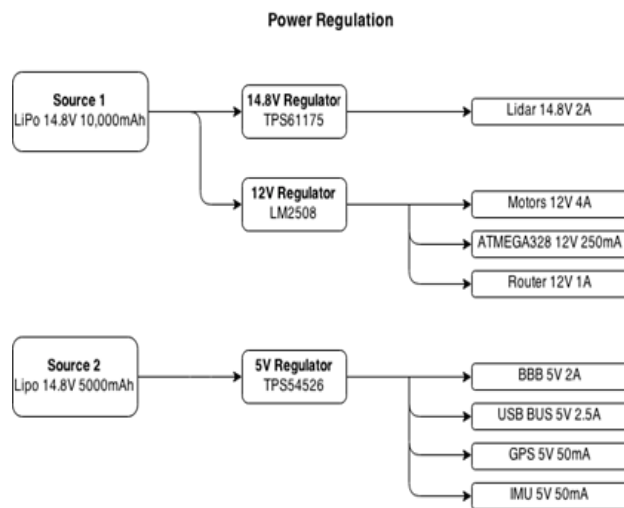 Power Regulation
Source 1
LiPo 14.8V 10,000mAh
14.8V Regulator
TPS61175
Lidar 14.8V 2A
12V Regulator
LM2508
Motors 12V 4A
ATMEGA328 12V 250mA
Router 12V 1A
Source 2
Lipo 14.8V 5000mAh
5V Regulator
TPS54526
BBB 5V 2A
USB BUS 5V 2.5A
GPS 5V 50mA
IMU 5V 50mA